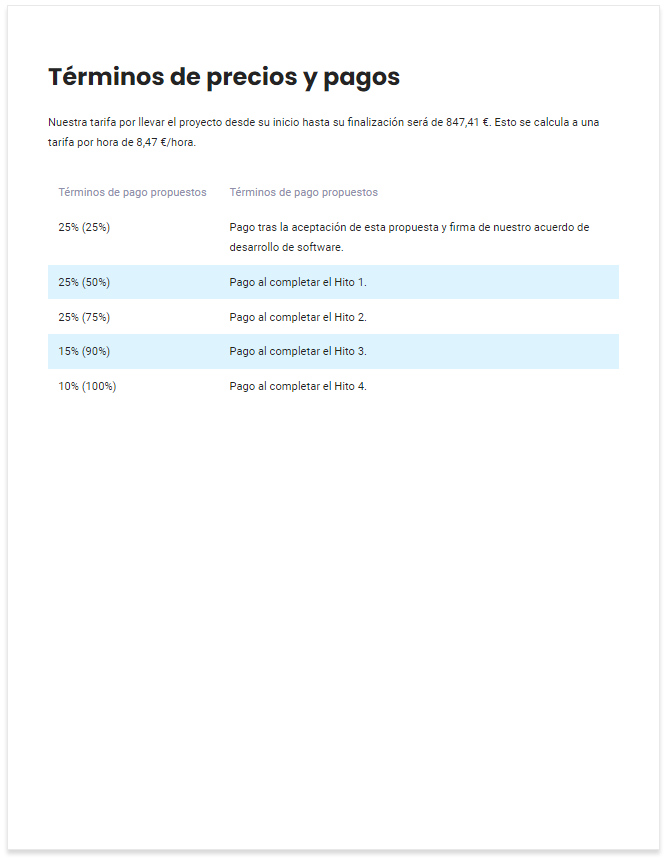 Términos de precios y pagos
Nuestra tarifa por llevar el proyecto desde su inicio hasta su finalización será de 847,41 €. Esto se calcula a una
tarifa por hora de 8,47 €/hora.
Términos de pago propuestos Términos de pago propuestos
25% (25%) Pago tras la aceptación de esta propuesta y firma de nuestro acuerdo de
desarrollo de software.
25% (50%) Pago al completar el Hito 1.
25% (75%) Pago al completar el Hito 2.
15% (90%) Pago al completar el Hito 3.
10% (100%) Pago al completar el Hito 4.